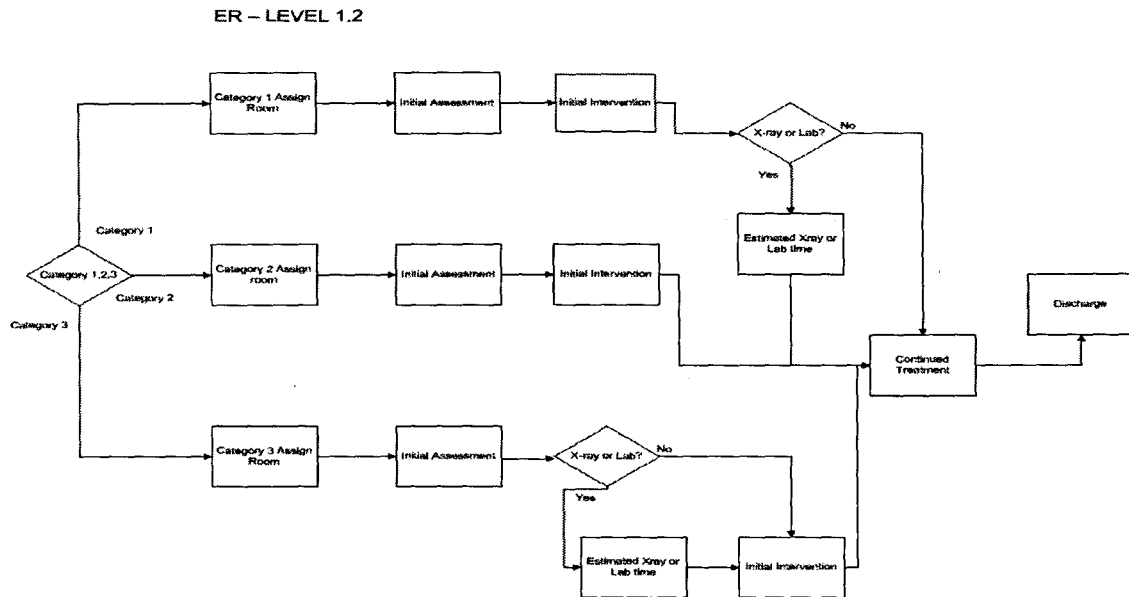 ER – LEVEL 1.2
Category 1 Assign
Room
Initial Assessment
Initial Intervention
X-ray or Lab?
No
Yes
Estimated Xray or
Lab time
Category 1
Category 1,2,3
Category 2
Category 3
Category 2 Assign
room
Initial Assessment
Initial Intervention
Discharge
Continued
Treatment
Category 3 Assign
Room
Initial Assessment
X-ray or Lab?
No
Yes
Estimated Xray or
Lab time
Initial Intervention